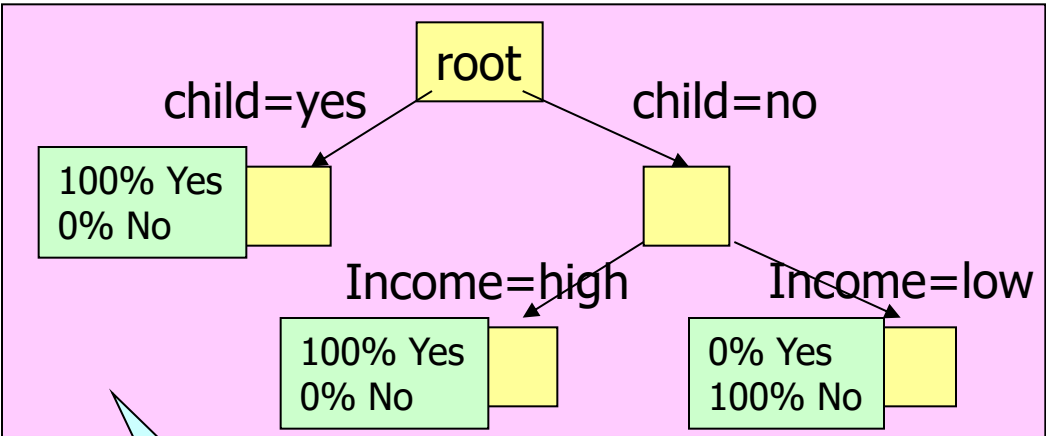 root
child=yes
child=no
100% Yes
0% No
Income=high
Income=low
100% Yes
0% No
0% Yes
100% No